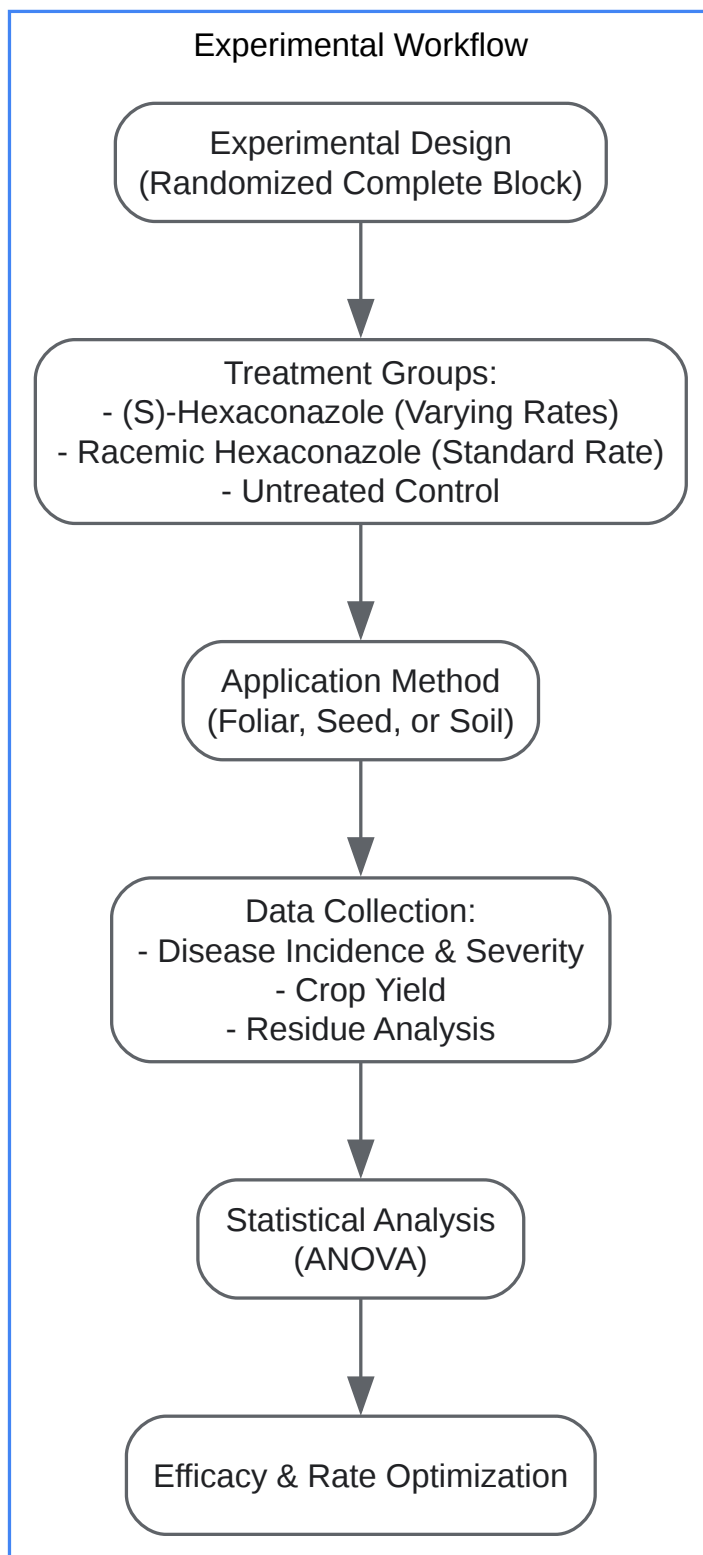 Experimental Workflow
Experimental Design
(Randomized Complete Block)
Treatment Groups:
- (S)-Hexaconazole (Varying Rates)
- Racemic Hexaconazole (Standard Rate)
- Untreated Control
Application Method
(Foliar, Seed, or Soil)
Data Collection:
- Disease Incidence & Severity
- Crop Yield
- Residue Analysis
Statistical Analysis
(ANOVA)
Efficacy & Rate Optimization